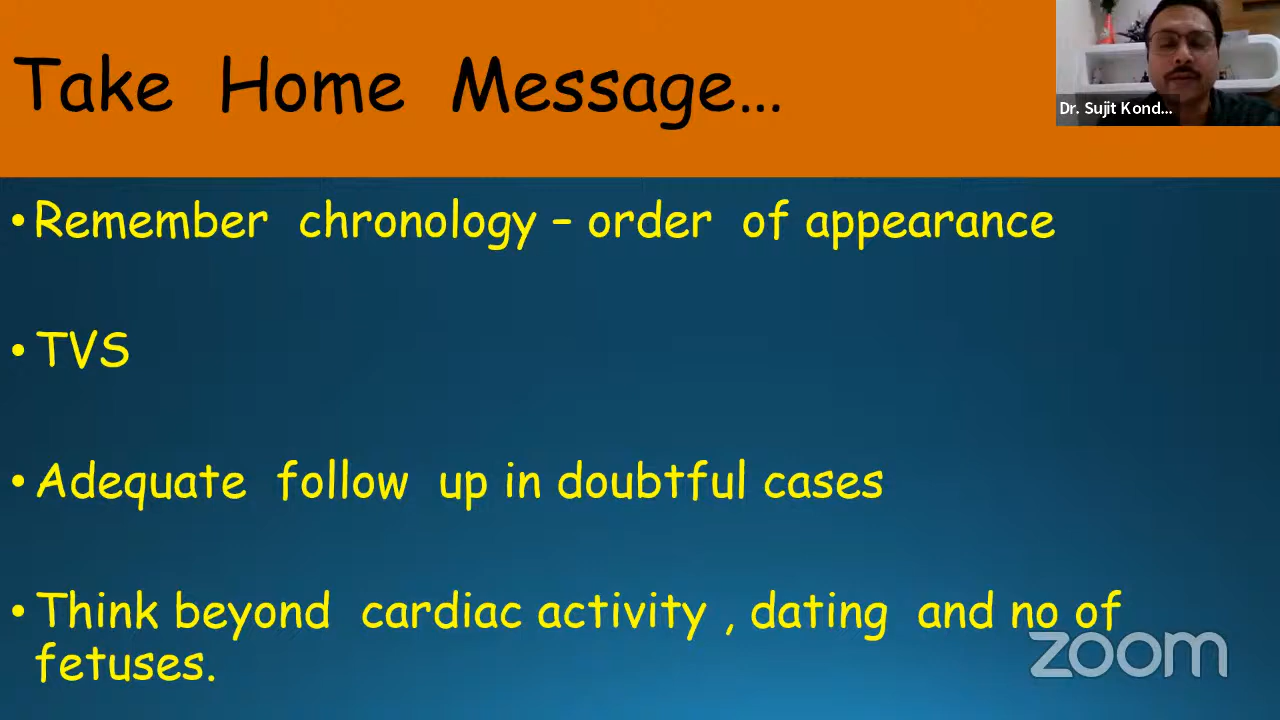 Take Home Message...
Dr. Sujit Kond...
•Remember chronology – order of appearance
•TVS
•Adequate follow up in doubtful cases
•Think beyond cardiac activity , dating and no of
fetuses.
zoom